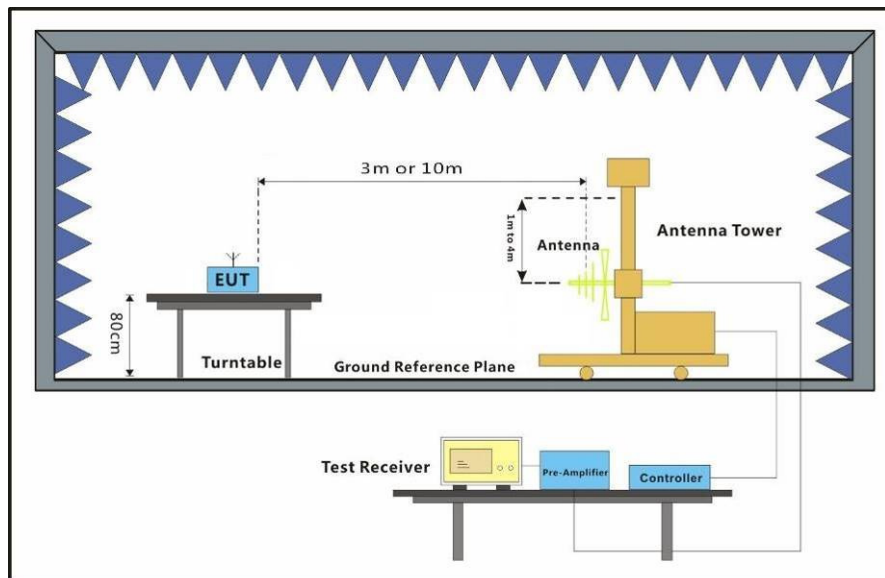 3m or 10m
1m to 4m
Antenna
Antenna Tower
EUT
80cm
Turntable
Ground Reference Plane
Test Receiver
Pre-Amplifier
Controller